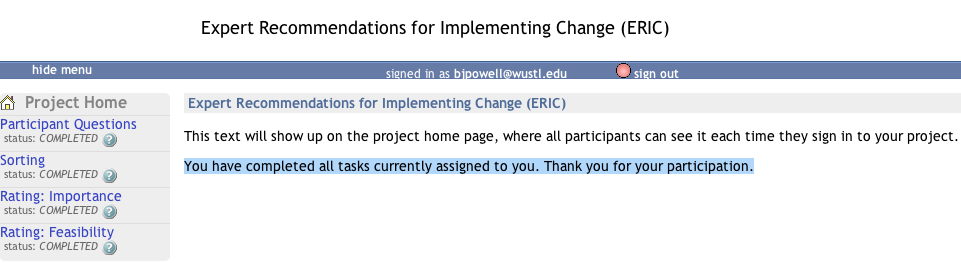 Expert Recommendations for Implementing Change (ERIC)
hide menu
signed in as bjpowell@wustl.edu
sign out
Project Home
Participant Questions
status: COMPLETED ?
Sorting
status: COMPLETED ?
Rating: Importance
status: COMPLETED ?
Rating: Feasibility
status: COMPLETED ?
Expert Recommendations for Implementing Change (ERIC)
This text will show up on the project home page, where all participants can see it each time they sign in to your project.
You have completed all tasks currently assigned to you. Thank you for your participation.